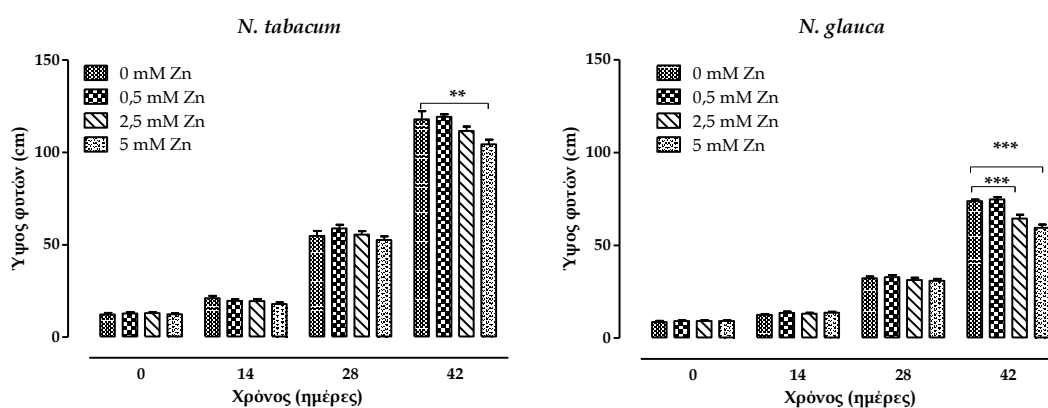 N. tabacum
150
100
50
0
Ύψος φυτών (cm)
0 mM Zn
0,5 mM Zn
2,5 mM Zn
5 mM Zn
**
0 14 28 42
Χρόνος (ημέρες)
N. glauca
150
100
50
0
Ύψος φυτών (cm)
0 mM Zn
0,5 mM Zn
2,5 mM Zn
5 mM Zn
***
***
0 14 28 42
Χρόνος (ημέρες)